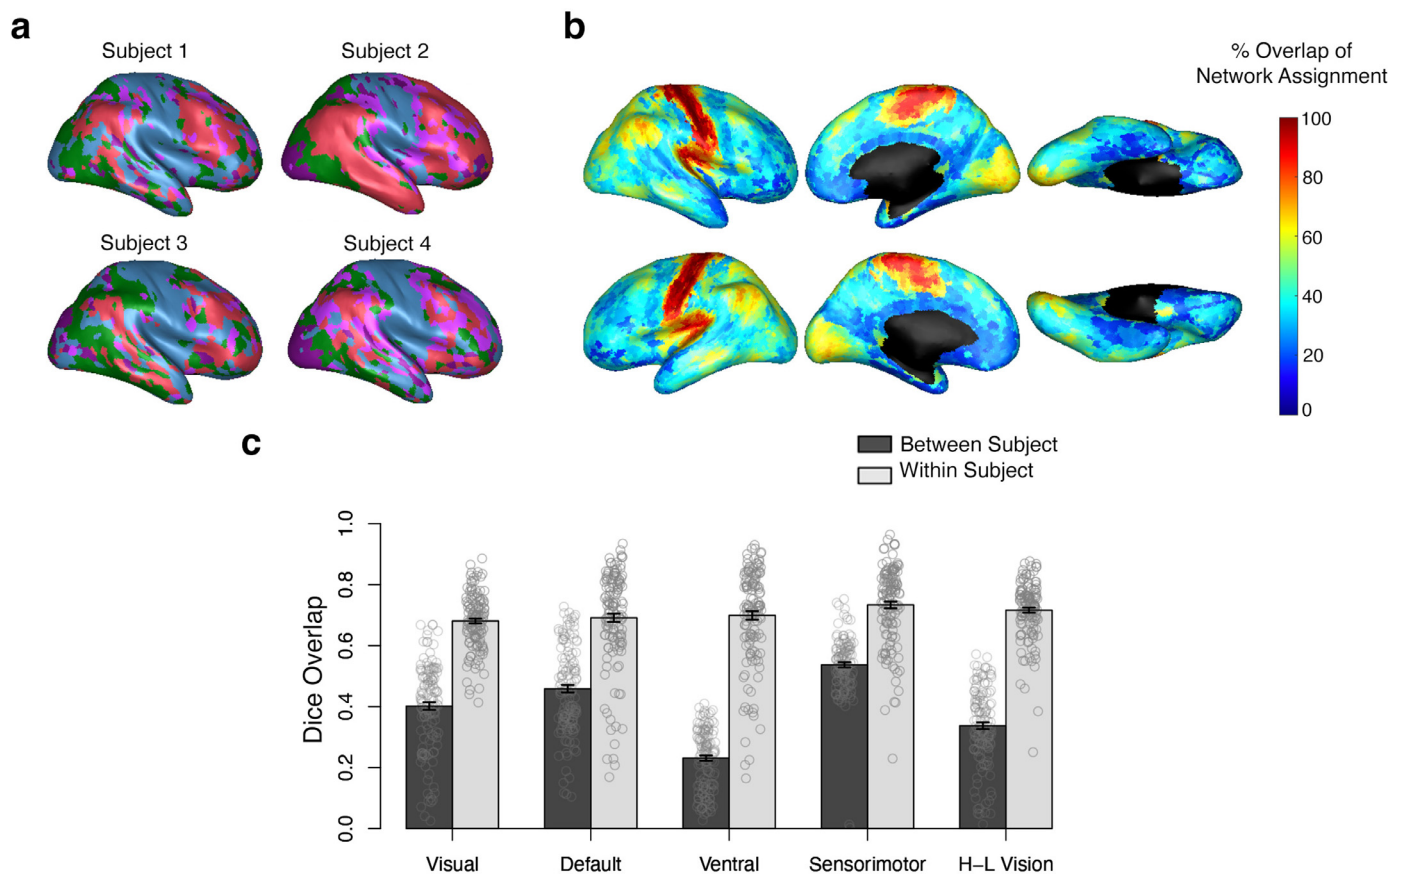 a
Subject 1
Subject 2
Subject 3
Subject 4
b
% Overlap of
Network Assignment
100
80
60
40
20
0
c
Between Subject
Within Subject
Dice Overlap
1.0
0.8
0.6
0.4
0.2
0.0
Visual
Default
Ventral
Sensorimotor
H–L Vision